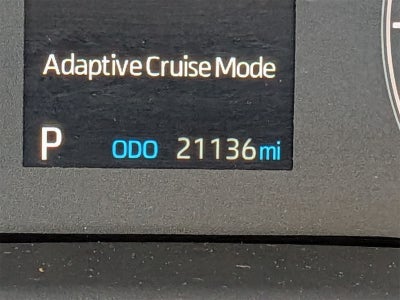 Adaptive Cruise Mode
P ODO 21136 mi